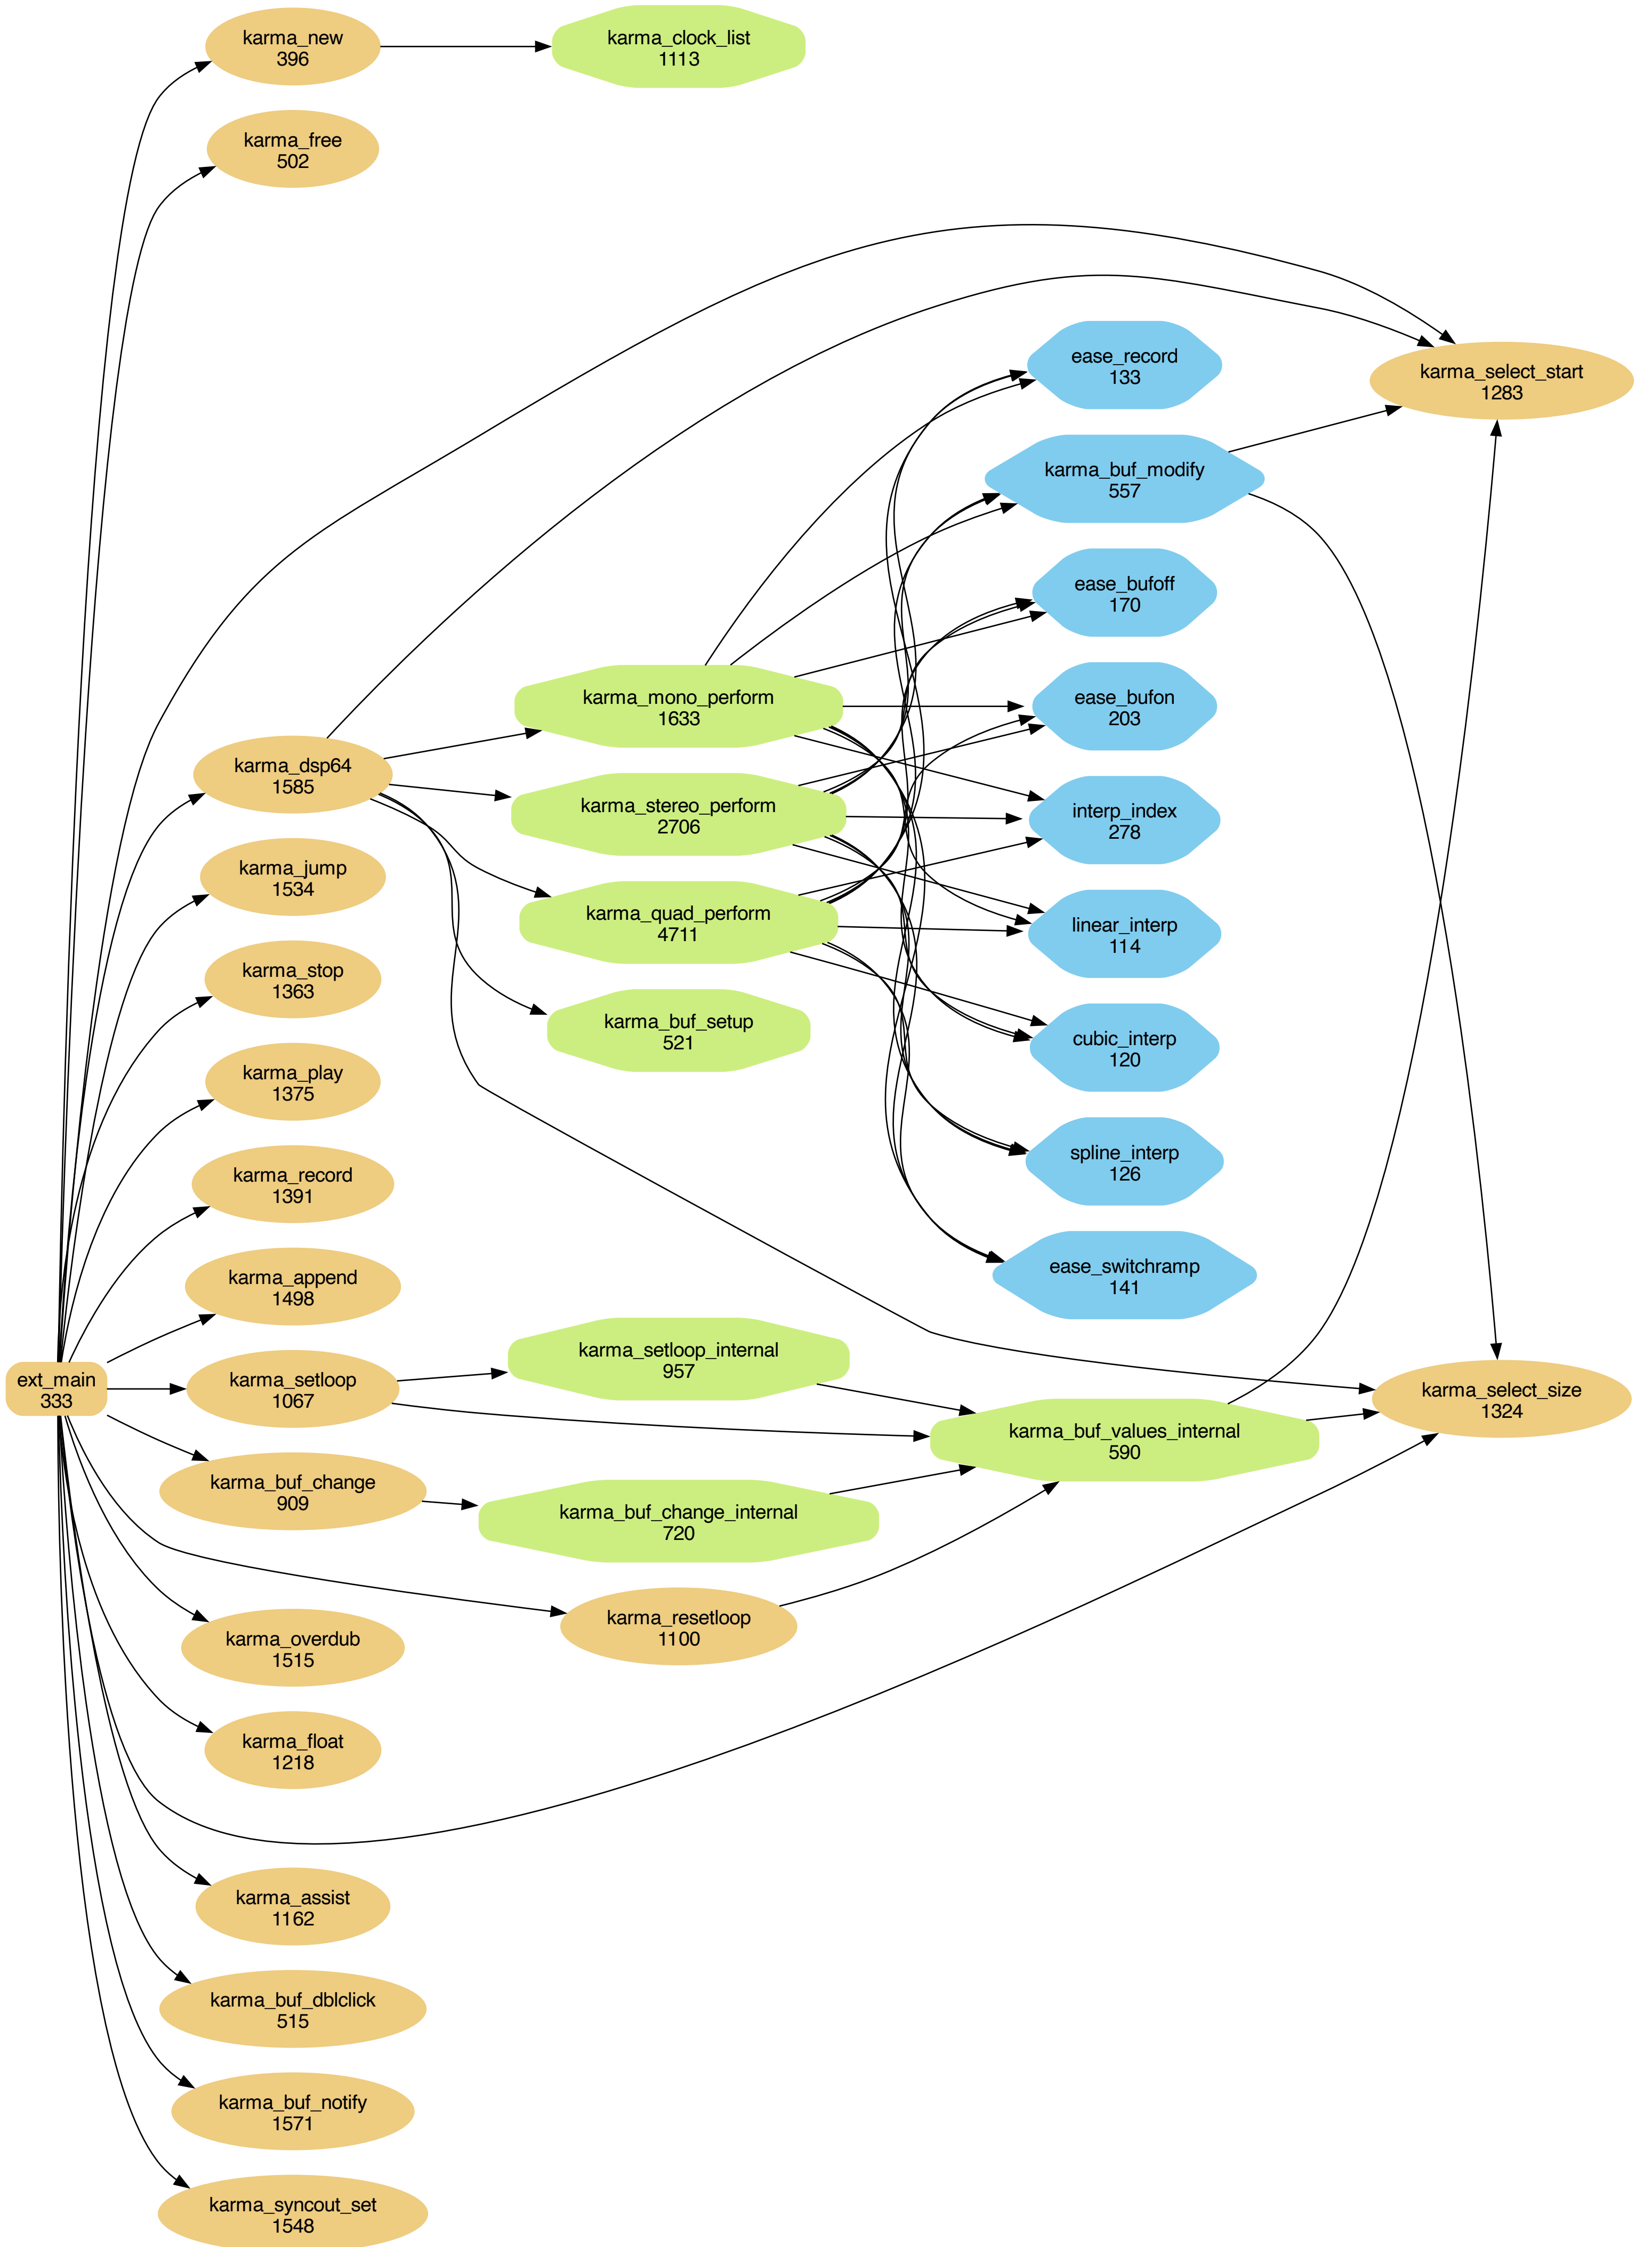 karma_new
396
karma_clock_list
1113
karma_free
502
ease_record
133
karma_select_start
1283
karma_buf_modify
557
ease_bufoff
170
karma_mono_perform
1633
ease_bufon
203
karma_dsp64
1585
karma_stereo_perform
2706
interp_index
278
karma_jump
1534
karma_quad_perform
4711
linear_interp
114
karma_stop
1363
karma_buf_setup
521
cubic_interp
120
karma_play
1375
karma_record
1391
spline_interp
126
karma_append
1498
ease_switchramp
141
ext_main
333
karma_setloop
1067
karma_setloop_internal
957
karma_select_size
1324
karma_buf_values_internal
590
karma_buf_change
909
karma_buf_change_internal
720
karma_resetloop
1100
karma_overdub
1515
karma_float
1218
karma_assist
1162
karma_buf_dblclick
515
karma_buf_notify
1571
karma_syncout_set
1548